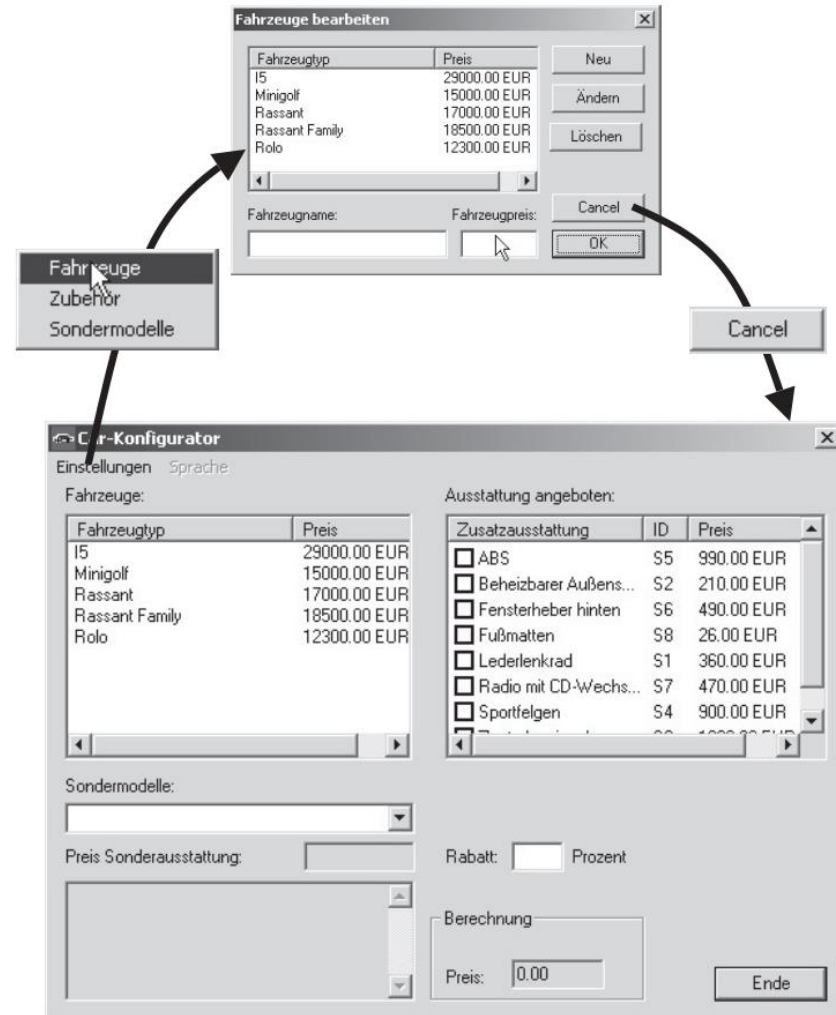 Fahrzeuge bearbeiten
Fahrzeugtyp Preis
I5 29000.00 EUR
Minigolf 15000.00 EUR
Rassant 17000.00 EUR
Rassant Family 18500.00 EUR
Rolo 12300.00 EUR
Neu
Ändern
Löschen
Cancel
OK
Fahrzeugname: Fahrzeugpreis:
Fahrzeuge
Zubehör
Sondermodelle
Cancel
Car-Konfigurator
Einstellungen Sprache
Fahrzeuge:
Fahrzeugtyp Preis
I5 29000.00 EUR
Minigolf 15000.00 EUR
Rassant 17000.00 EUR
Rassant Family 18500.00 EUR
Rolo 12300.00 EUR
Ausstattung angeboten:
Zusatzausstattung ID Preis
ABS S5 990.00 EUR
Beheizbarer Außens... S2 210.00 EUR
Fensterheber hinten S6 490.00 EUR
Fußmatten S8 26.00 EUR
Lederlenkrad S1 360.00 EUR
Radio mit CD-Wechs... S7 470.00 EUR
Sportfelgen S4 900.00 EUR
Sondermodelle:
Preis Sonderausstattung:
Rabatt: Prozent
Berechnung
Preis: 0.00
Ende